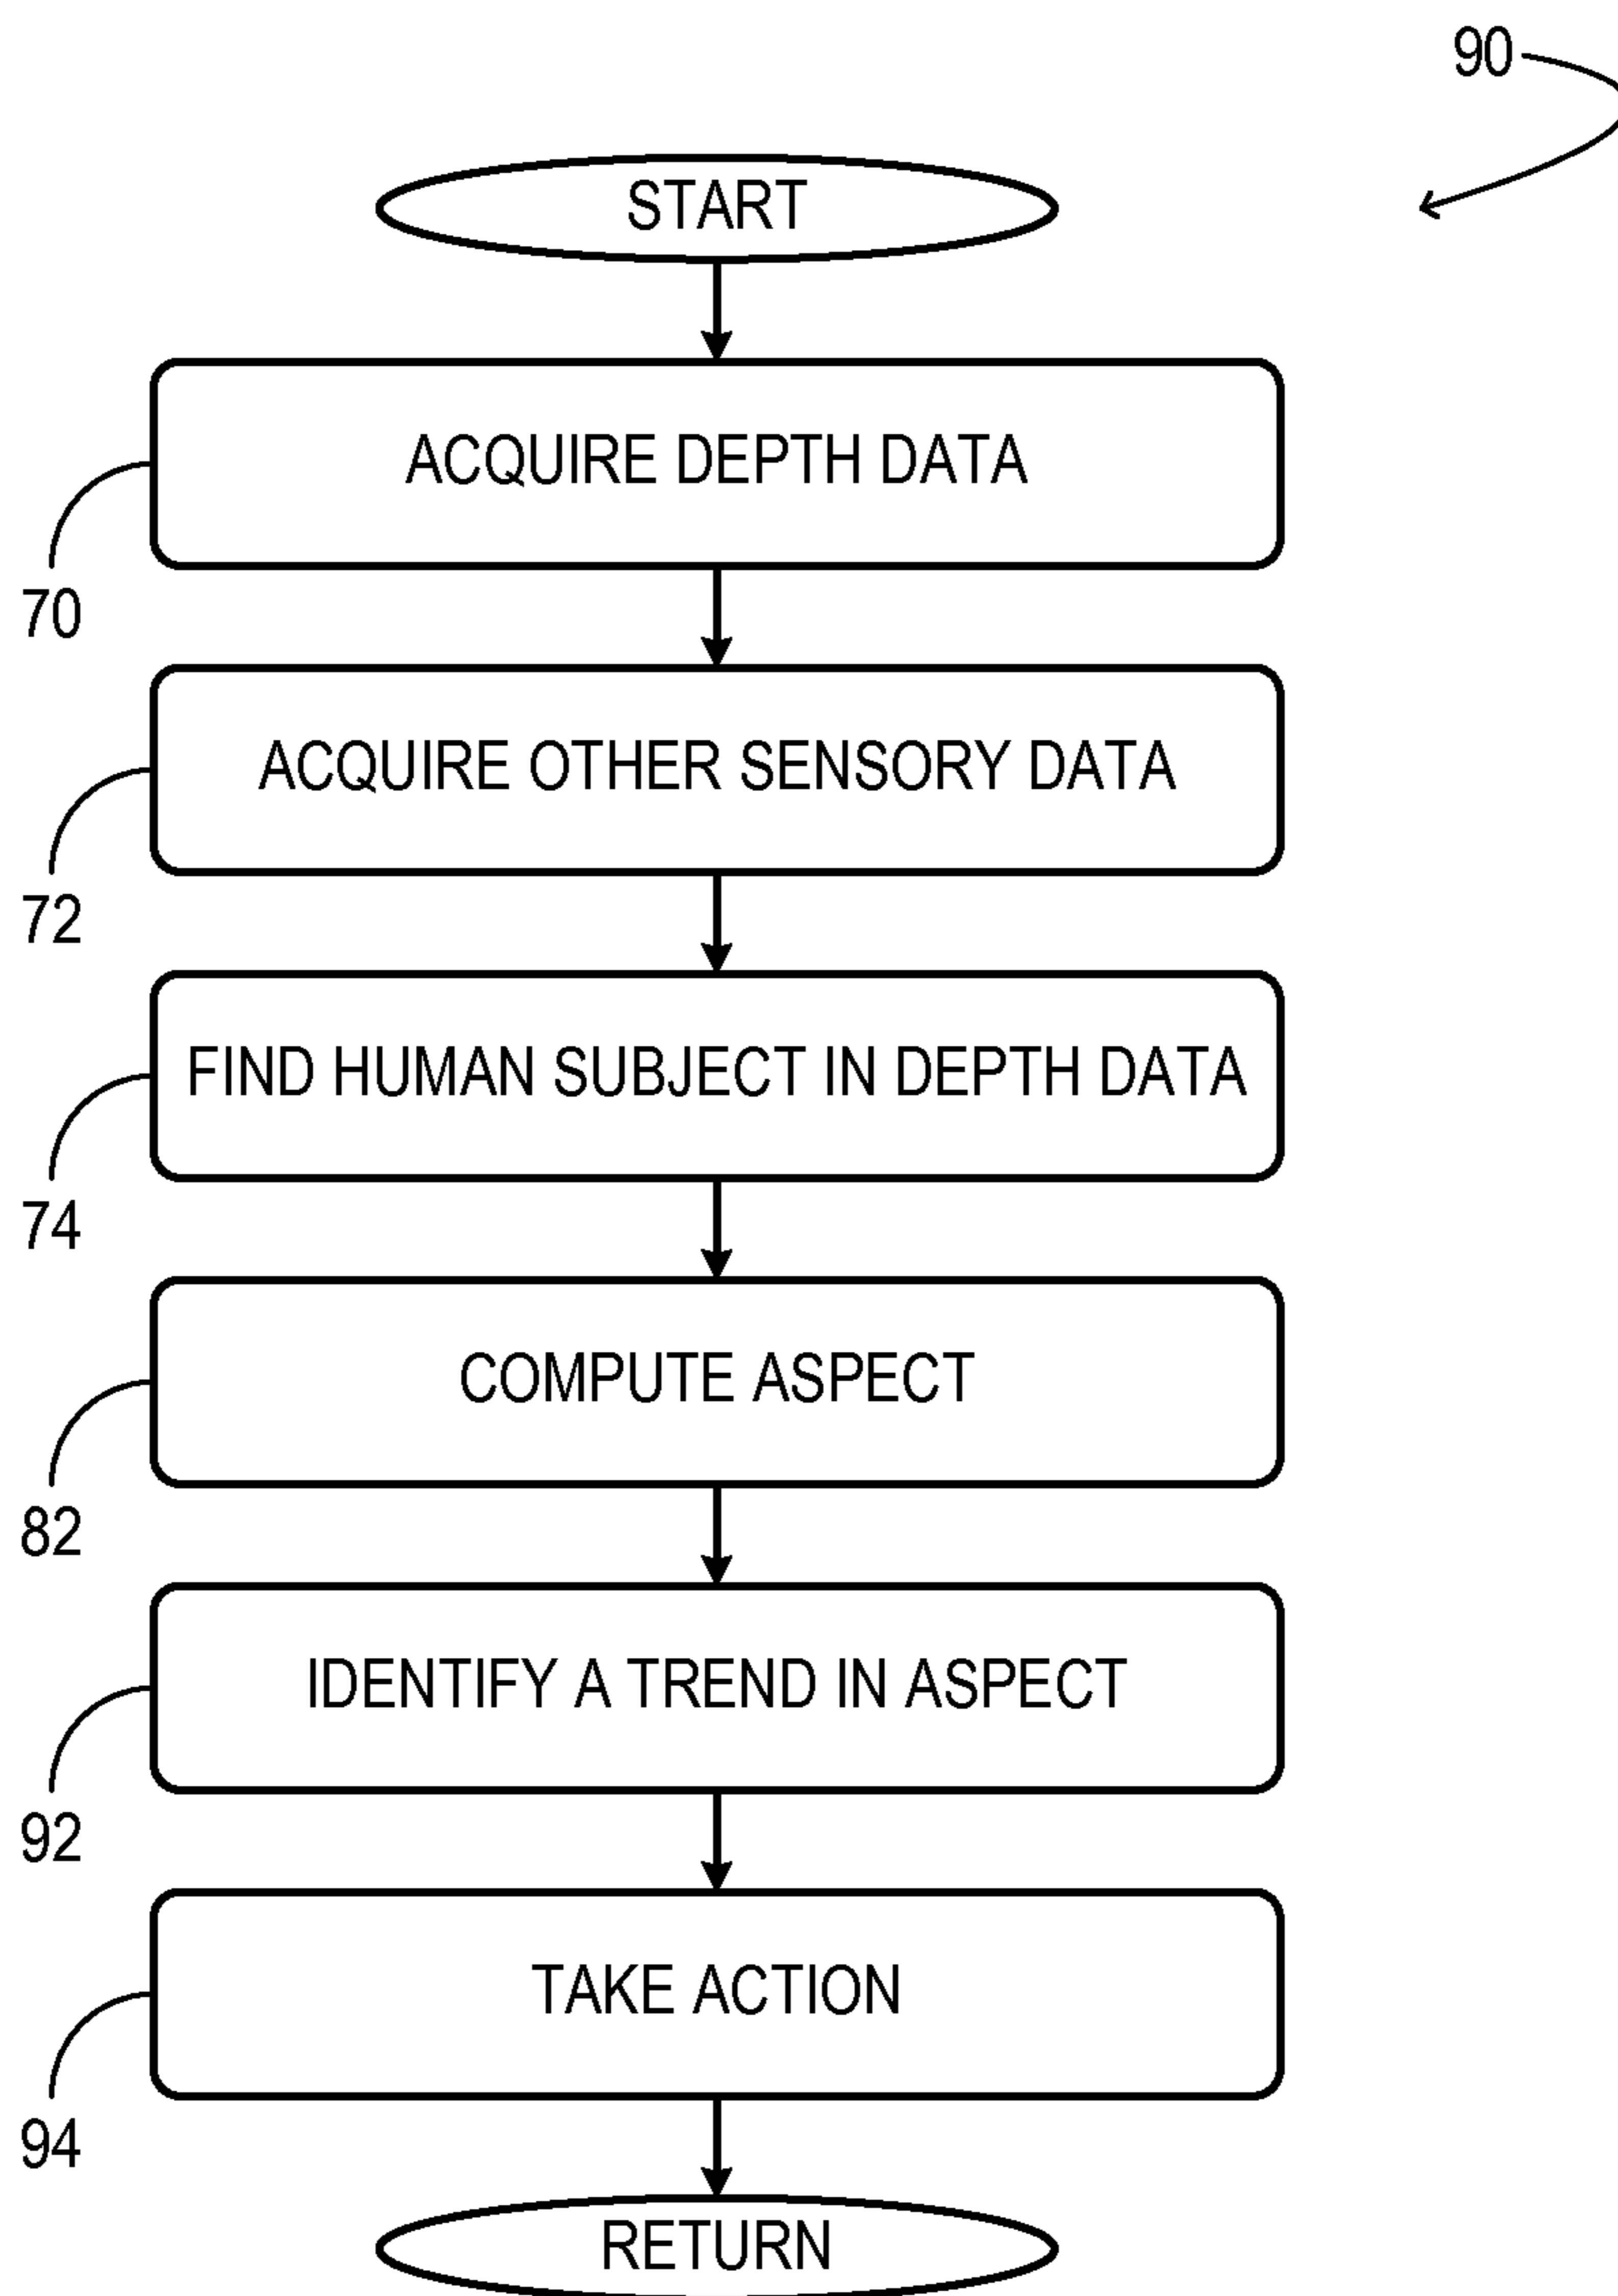 90
START
ACQUIRE DEPTH DATA
70
ACQUIRE OTHER SENSORY DATA
72
FIND HUMAN SUBJECT IN DEPTH DATA
74
COMPUTE ASPECT
82
IDENTIFY A TREND IN ASPECT
92
TAKE ACTION
94
RETURN